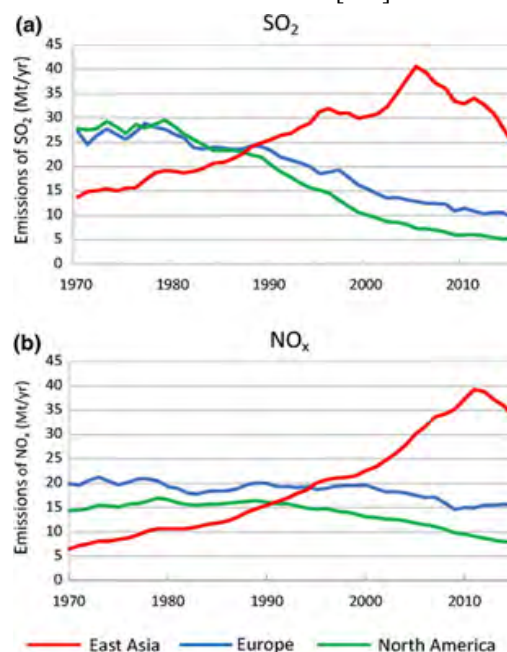 (a) SO₂
Emissions of SO₂ (Mt/yr)
45
40
35
30
25
20
15
10
5
0
1970 1980 1990 2000 2010
(b) NOₓ
Emissions of NOₓ (Mt/yr)
45
40
35
30
25
20
15
10
5
0
1970 1980 1990 2000 2010
East Asia Europe North America